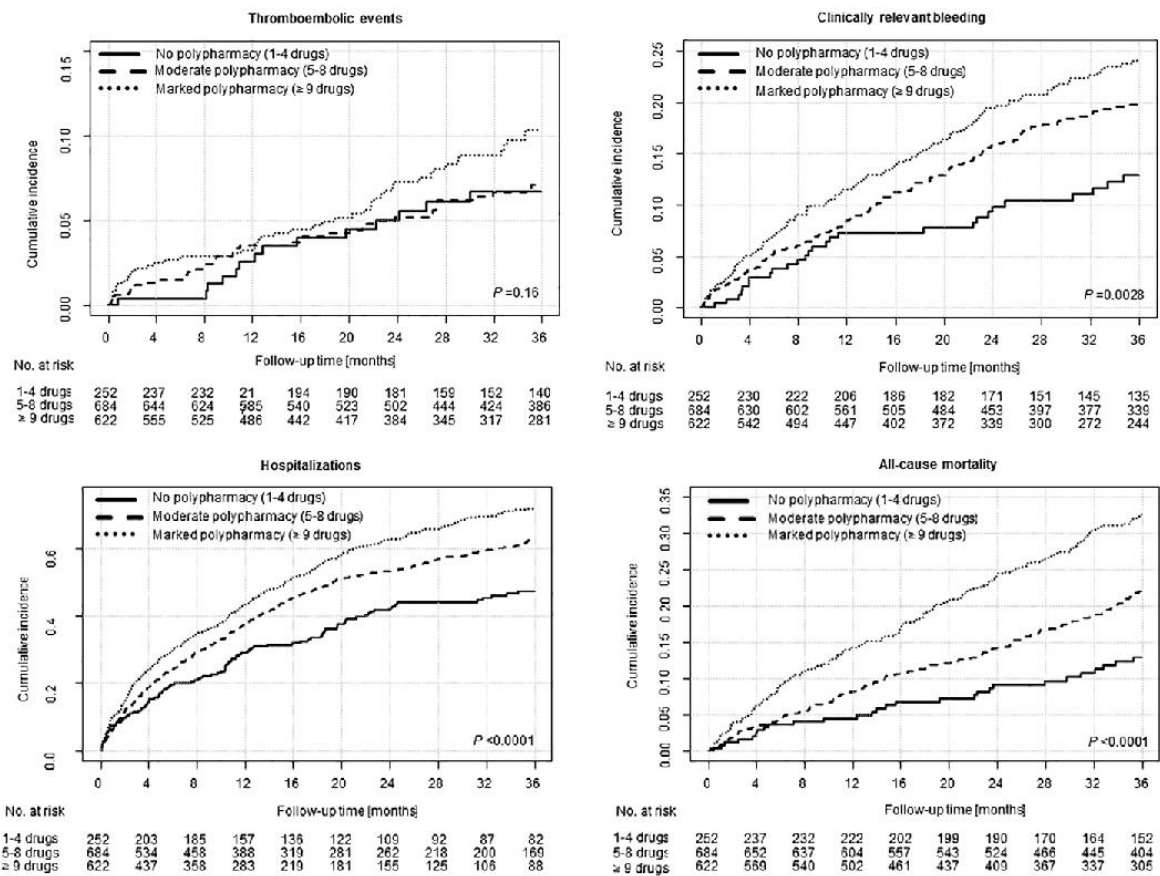 Thromboembolic events
No polypharmacy (1-4 drugs)
Moderate polypharmacy (5-8 drugs)
Marked polypharmacy (≥ 9 drugs)
Cumulative incidence
0.15
0.10
0.05
0.00
P =0.16
0 4 8 12 16 20 24 28 32 36
Follow-up time [months]
No. at risk
1-4 drugs 252 237 232 21 194 190 181 159 152 140
5-8 drugs 684 644 624 585 540 523 502 444 424 386
≥ 9 drugs 622 555 525 486 442 417 384 345 317 281
Clinically relevant bleeding
No polypharmacy (1-4 drugs)
Moderate polypharmacy (5-8 drugs)
Marked polypharmacy (≥ 9 drugs)
Cumulative incidence
0.25
0.20
0.15
0.10
0.05
0.00
P =0.0028
0 4 8 12 16 20 24 28 32 36
Follow-up time [months]
No. at risk
1-4 drugs 252 230 222 206 186 182 171 151 145 135
5-8 drugs 684 630 602 561 505 484 453 397 377 339
≥ 9 drugs 622 542 494 447 402 372 339 300 272 244
Hospitalizations
No polypharmacy (1-4 drugs)
Moderate polypharmacy (5-8 drugs)
Marked polypharmacy (≥ 9 drugs)
Cumulative incidence
0.6
0.4
0.2
0.0
P <0.0001
0 4 8 12 16 20 24 28 32 36
Follow-up time [months]
No. at risk
1-4 drugs 252 203 185 157 136 122 109 92 87 82
5-8 drugs 684 534 458 388 319 281 262 218 200 169
≥ 9 drugs 622 437 358 283 219 181 155 125 106 88
All-cause mortality
No polypharmacy (1-4 drugs)
Moderate polypharmacy (5-8 drugs)
Marked polypharmacy (≥ 9 drugs)
Cumulative incidence
0.35
0.30
0.25
0.20
0.15
0.10
0.05
0.00
P <0.0001
0 4 8 12 16 20 24 28 32 36
Follow-up time [months]
No. at risk
1-4 drugs 252 237 232 222 202 199 190 170 164 152
5-8 drugs 684 652 637 604 557 543 524 466 445 404
≥ 9 drugs 622 569 540 502 461 437 409 367 337 305